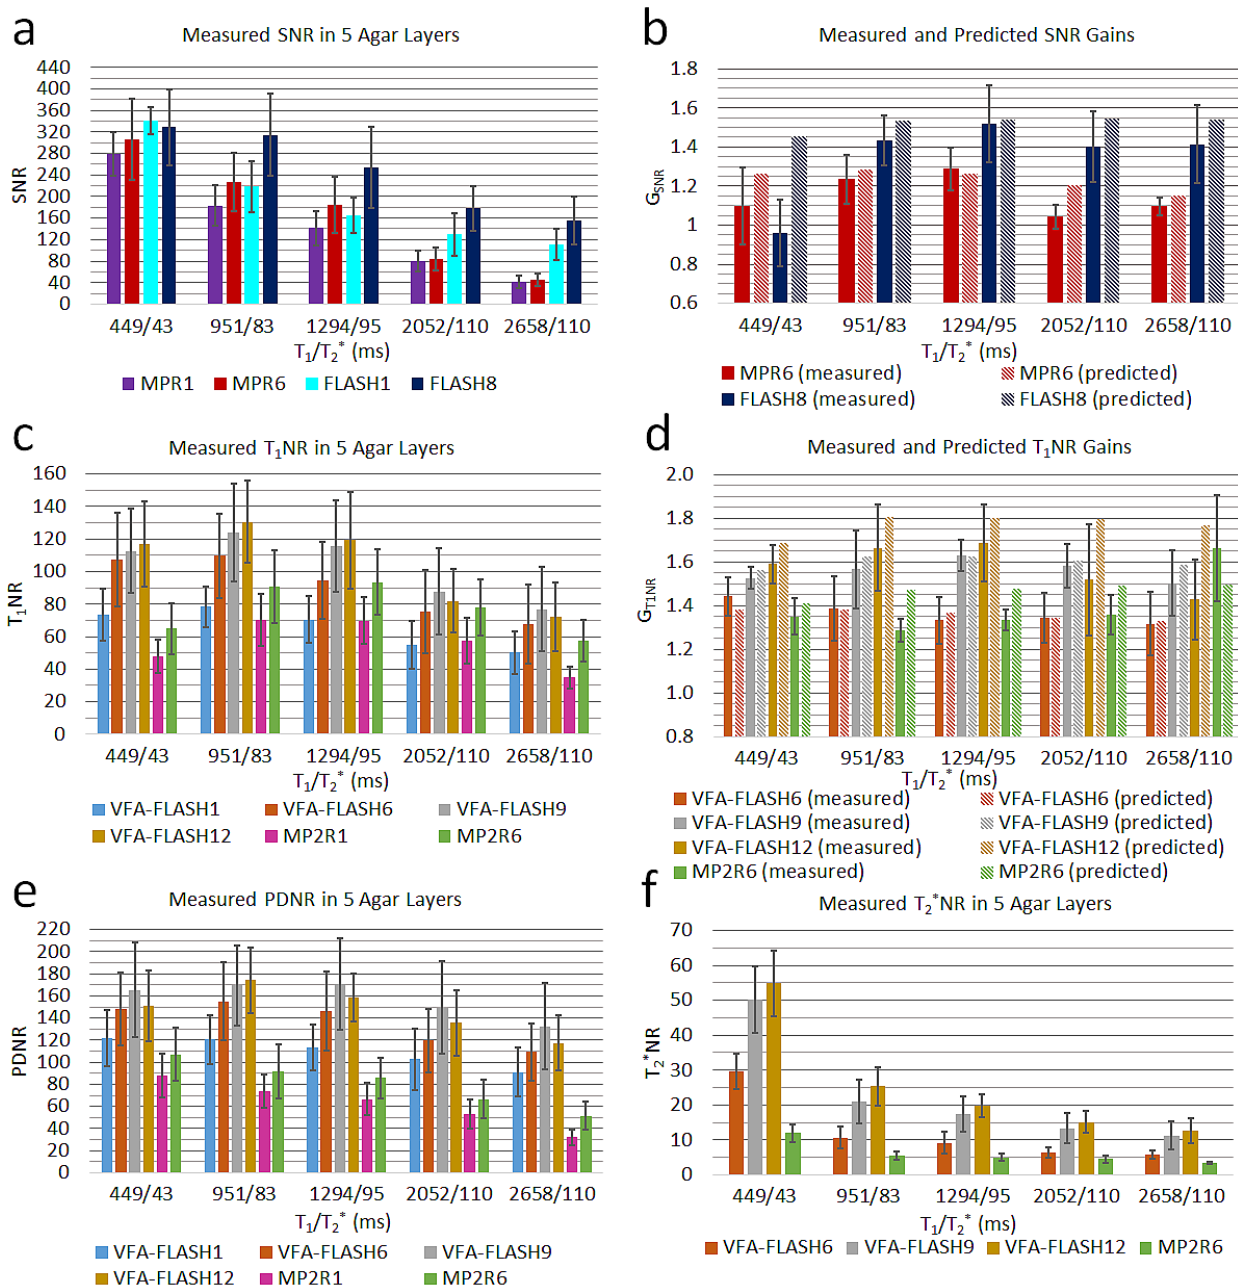 a
Measured SNR in 5 Agar Layers
440
400
360
320
280
240
200
160
120
80
40
0
SNR
449/43 951/83 1294/95 2052/110 2658/110
T1/T2* (ms)
MPR1 MPR6 FLASH1 FLASH8
b
Measured and Predicted SNR Gains
1.8
1.6
1.4
1.2
1
0.8
0.6
GSNR
449/43 951/83 1294/95 2052/110 2658/110
T1/T2* (ms)
MPR6 (measured) MPR6 (predicted)
FLASH8 (measured) FLASH8 (predicted)
c
Measured T1NR in 5 Agar Layers
160
140
120
100
80
60
40
20
0
T1NR
449/43 951/83 1294/95 2052/110 2658/110
T1/T2* (ms)
VFA-FLASH1 VFA-FLASH6 VFA-FLASH9
VFA-FLASH12 MP2R1 MP2R6
d
Measured and Predicted T1NR Gains
2.0
1.8
1.6
1.4
1.2
1.0
0.8
GT1NR
449/43 951/83 1294/95 2052/110 2658/110
T1/T2* (ms)
VFA-FLASH6 (measured) VFA-FLASH6 (predicted)
VFA-FLASH9 (measured) VFA-FLASH9 (predicted)
VFA-FLASH12 (measured) VFA-FLASH12 (predicted)
MP2R6 (measured) MP2R6 (predicted)
e
Measured PDNR in 5 Agar Layers
220
200
180
160
140
120
100
80
60
40
20
0
PDNR
449/43 951/83 1294/95 2052/110 2658/110
T1/T2* (ms)
VFA-FLASH1 VFA-FLASH6 VFA-FLASH9
VFA-FLASH12 MP2R1 MP2R6
f
Measured T2*NR in 5 Agar Layers
70
60
50
40
30
20
10
0
T2*NR
449/43 951/83 1294/95 2052/110 2658/110
T1/T2* (ms)
VFA-FLASH6 VFA-FLASH9 VFA-FLASH12 MP2R6